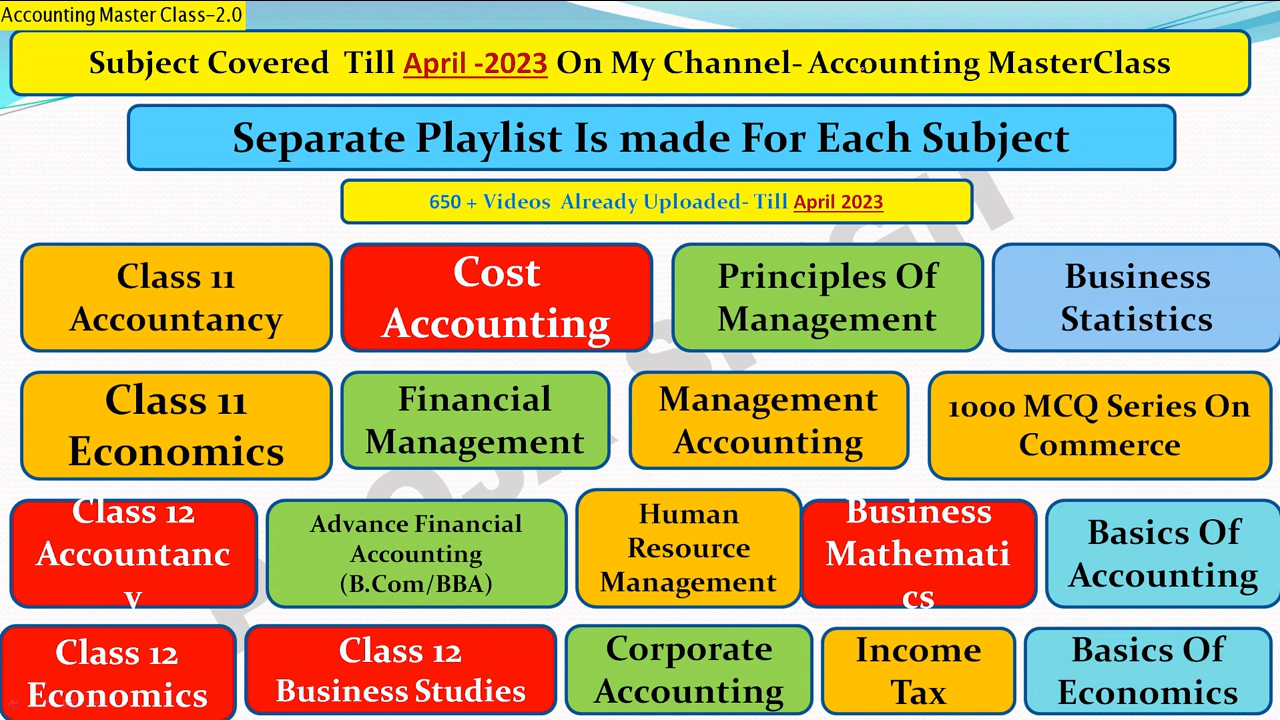 Accounting Master Class-2.0
Subject Covered Till April -2023 On My Channel- Accounting MasterClass
Separate Playlist Is made For Each Subject
650 + Videos Already Uploaded- Till April 2023
Class 11
Accountancy
Cost
Accounting
Principles Of
Management
Business
Statistics
Class 11
Economics
Financial
Management
Management
Accounting
1000 MCQ Series On
Commerce
Class 12
Accountanc
y
Advance Financial
Accounting
(B.Com/BBA)
Human
Resource
Management
Business
Mathemati
cs
Basics Of
Accounting
Class 12
Economics
Class 12
Business Studies
Corporate
Accounting
Income
Tax
Basics Of
Economics